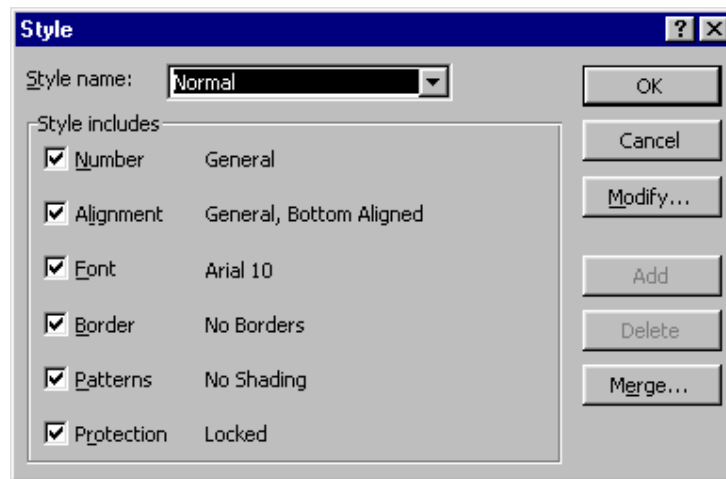 Style
Style name: Normal
OK
Style includes
Cancel
Number General
Modify...
Alignment General, Bottom Aligned
Font Arial 10
Add
Border No Borders
Delete
Patterns No Shading
Merge...
Protection Locked